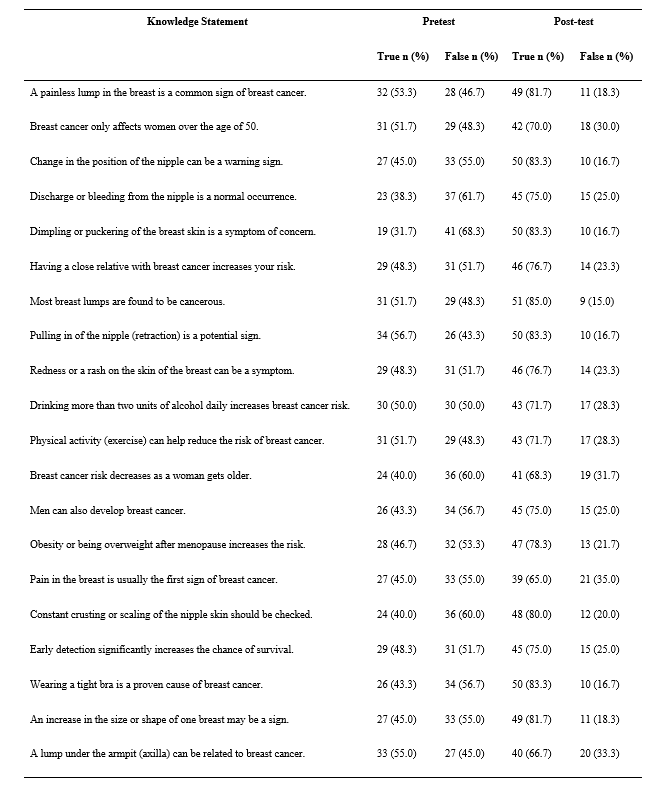 Knowledge Statement Pretest Post-test
True n (%) False n (%) True n (%) False n (%)
A painless lump in the breast is a common sign of breast cancer. 32 (53.3) 28 (46.7) 49 (81.7) 11 (18.3)
Breast cancer only affects women over the age of 50. 31 (51.7) 29 (48.3) 42 (70.0) 18 (30.0)
Change in the position of the nipple can be a warning sign. 27 (45.0) 33 (55.0) 50 (83.3) 10 (16.7)
Discharge or bleeding from the nipple is a normal occurrence. 23 (38.3) 37 (61.7) 45 (75.0) 15 (25.0)
Dimpling or puckering of the breast skin is a symptom of concern. 19 (31.7) 41 (68.3) 50 (83.3) 10 (16.7)
Having a close relative with breast cancer increases your risk. 29 (48.3) 31 (51.7) 46 (76.7) 14 (23.3)
Most breast lumps are found to be cancerous. 31 (51.7) 29 (48.3) 51 (85.0) 9 (15.0)
Pulling in of the nipple (retraction) is a potential sign. 34 (56.7) 26 (43.3) 50 (83.3) 10 (16.7)
Redness or a rash on the skin of the breast can be a symptom. 29 (48.3) 31 (51.7) 46 (76.7) 14 (23.3)
Drinking more than two units of alcohol daily increases breast cancer risk. 30 (50.0) 30 (50.0) 43 (71.7) 17 (28.3)
Physical activity (exercise) can help reduce the risk of breast cancer. 31 (51.7) 29 (48.3) 43 (71.7) 17 (28.3)
Breast cancer risk decreases as a woman gets older. 24 (40.0) 36 (60.0) 41 (68.3) 19 (31.7)
Men can also develop breast cancer. 26 (43.3) 34 (56.7) 45 (75.0) 15 (25.0)
Obesity or being overweight after menopause increases the risk. 28 (46.7) 32 (53.3) 47 (78.3) 13 (21.7)
Pain in the breast is usually the first sign of breast cancer. 27 (45.0) 33 (55.0) 39 (65.0) 21 (35.0)
Constant crusting or scaling of the nipple skin should be checked. 24 (40.0) 36 (60.0) 48 (80.0) 12 (20.0)
Early detection significantly increases the chance of survival. 29 (48.3) 31 (51.7) 45 (75.0) 15 (25.0)
Wearing a tight bra is a proven cause of breast cancer. 26 (43.3) 34 (56.7) 50 (83.3) 10 (16.7)
An increase in the size or shape of one breast may be a sign. 27 (45.0) 33 (55.0) 49 (81.7) 11 (18.3)
A lump under the armpit (axilla) can be related to breast cancer. 33 (55.0) 27 (45.0) 40 (66.7) 20 (33.3)